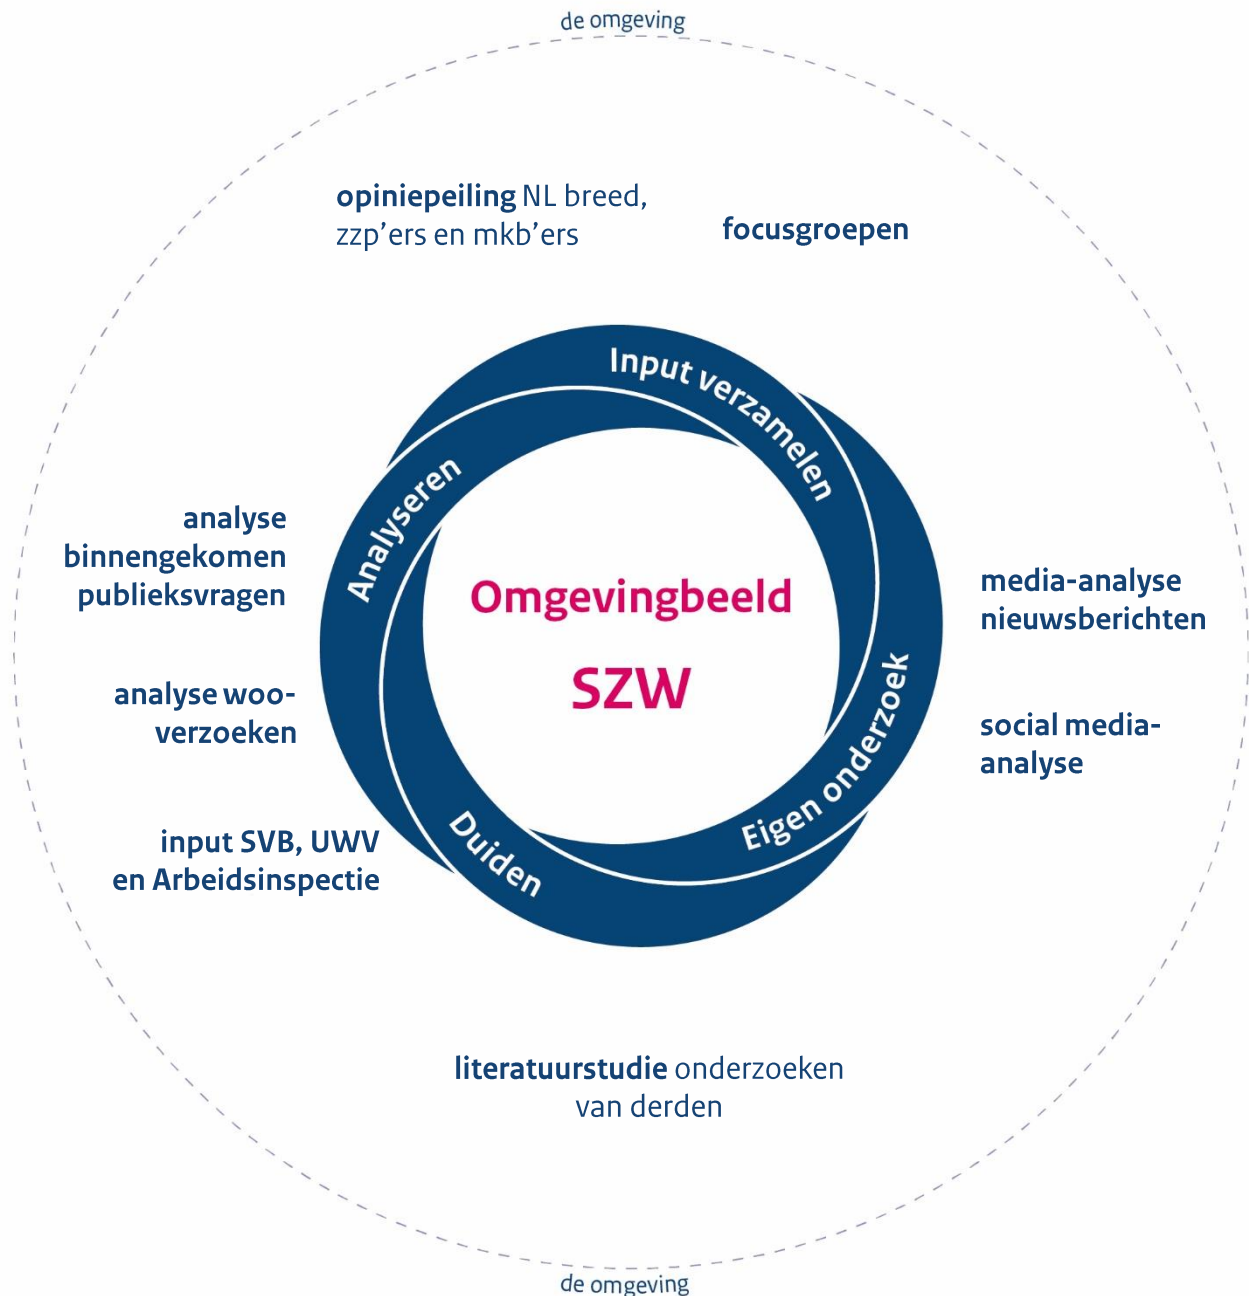 de omgeving
opiniepeiling NL breed,
zzp’ers en mkb’ers
focusgroepen
Input verzamelen
Analyseren
analyse
binnengekomen
publieksvragen
Omgevingbeeld
SZW
media-analyse
nieuwsberichten
analyse woo-
verzoeken
social media-
analyse
Eigen onderzoek
Duiden
input SVB, UWV
en Arbeidsinspectie
literatuurstudie onderzoeken
van derden
de omgeving